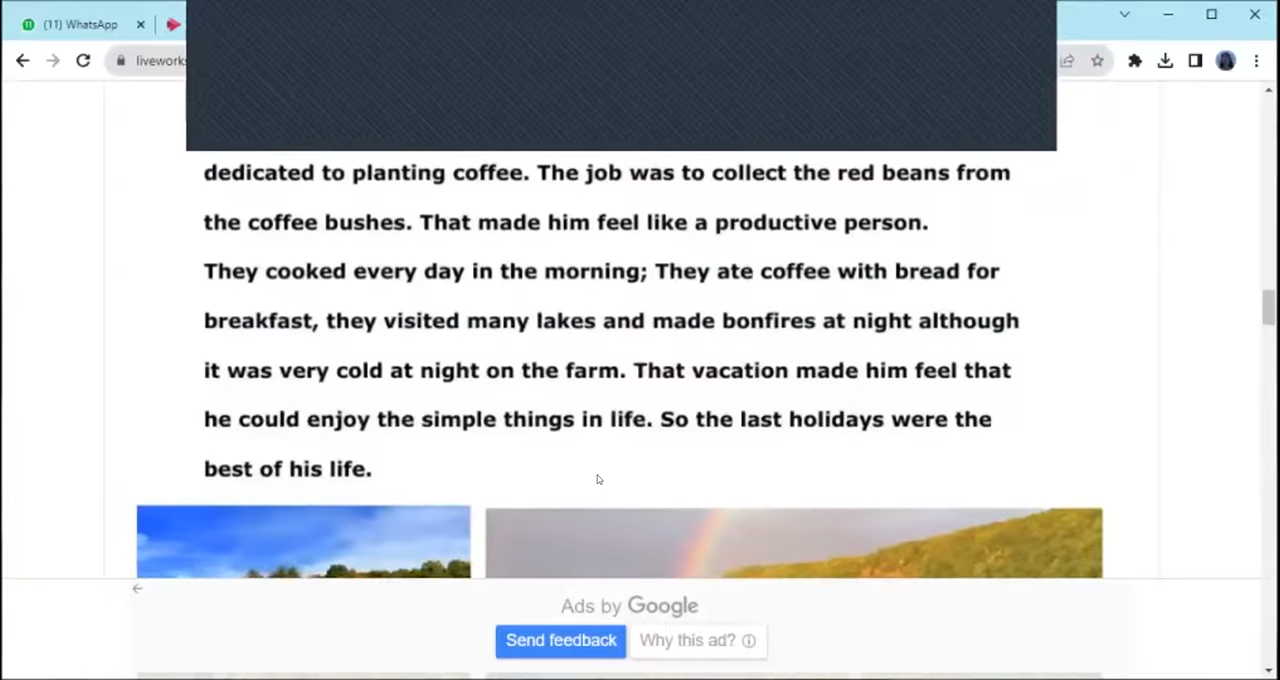 (11) WhatsApp
liveworks
dedicated to planting coffee. The job was to collect the red beans from
the coffee bushes. That made him feel like a productive person.
They cooked every day in the morning; They ate coffee with bread for
breakfast, they visited many lakes and made bonfires at night although
it was very cold at night on the farm. That vacation made him feel that
he could enjoy the simple things in life. So the last holidays were the
best of his life.
Ads by Google
Send feedback
Why this ad?